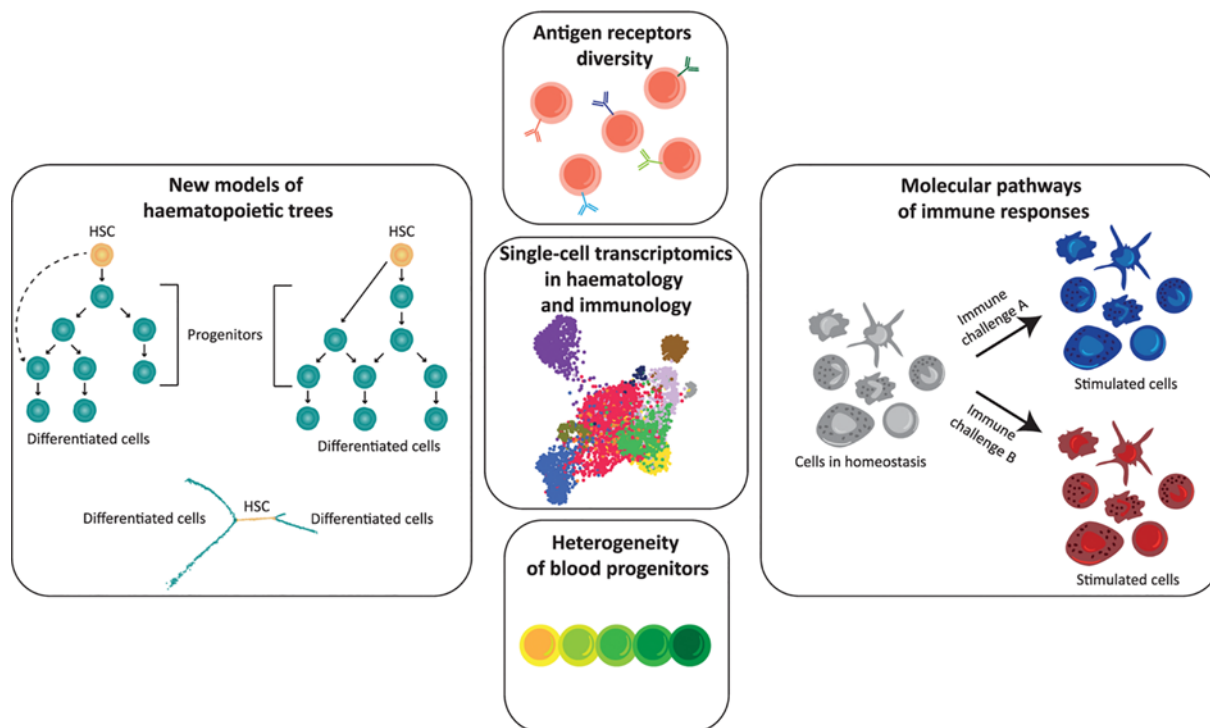 Antigen receptors
diversity
New models of
haematopoietic trees
HSC
HSC
Progenitors
Differentiated cells
Differentiated cells
Differentiated cells
HSC
Differentiated cells
Single-cell transcriptomics
in haematology
and immunology
Heterogeneity
of blood progenitors
Molecular pathways
of immune responses
Cells in homeostasis
Immune
challenge A
Stimulated cells
Immune
challenge B
Stimulated cells